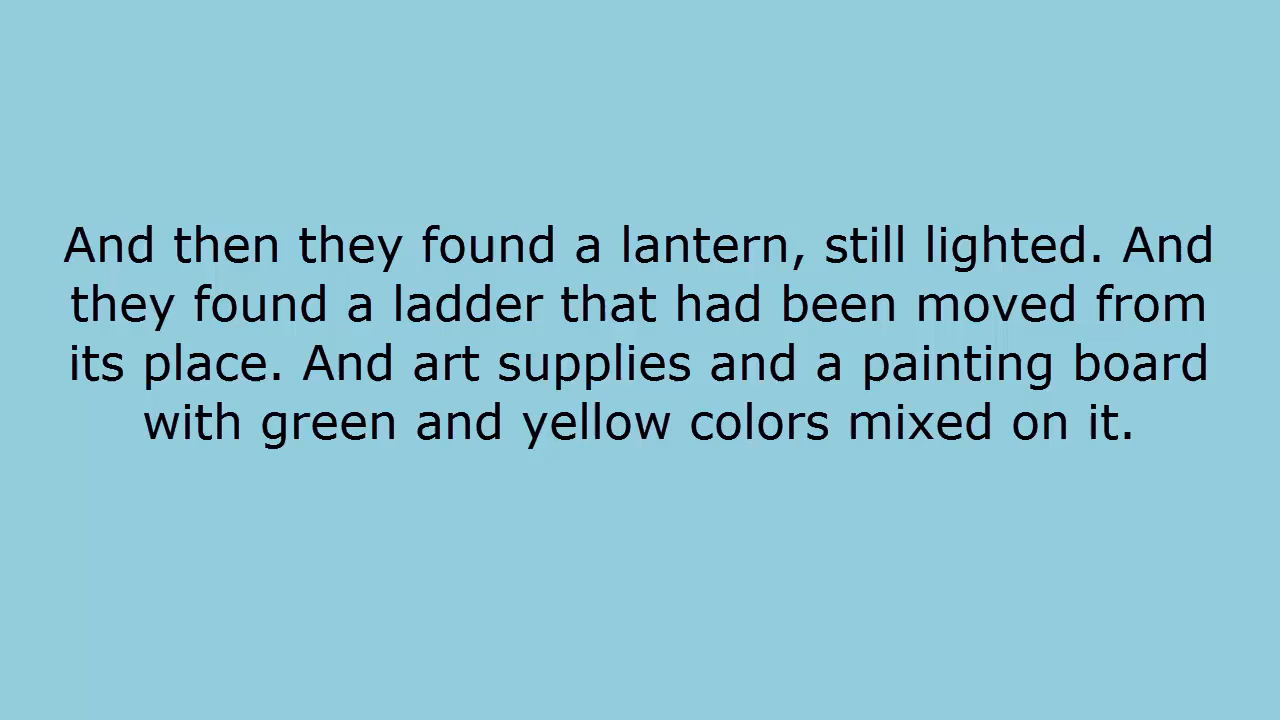 And then they found a lantern, still lighted. And
they found a ladder that had been moved from
its place. And art supplies and a painting board
with green and yellow colors mixed on it.